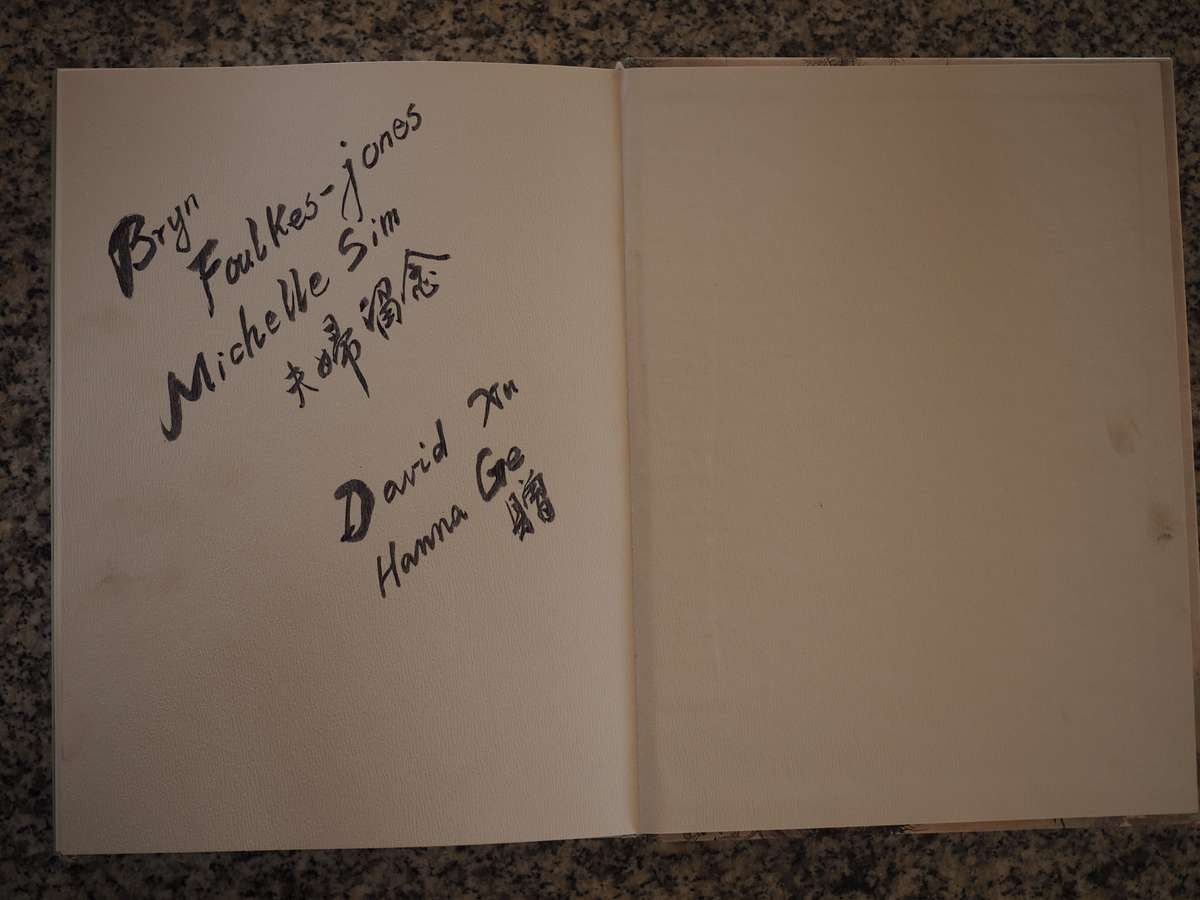 Bryn
Foulkes-jones
Michelle Sim
夫婦留念
David Xu
Hanna Ge
贈